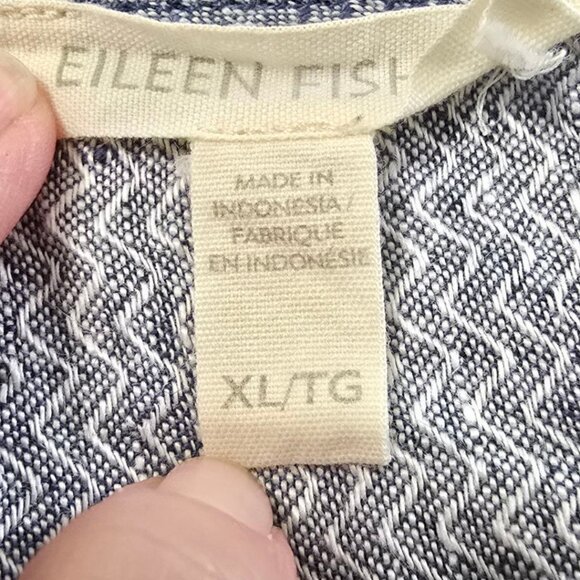 EILEEN FISH
MADE IN
INDONESIA/
FABRIQUE
EN INDONÉSIE
XL/TG